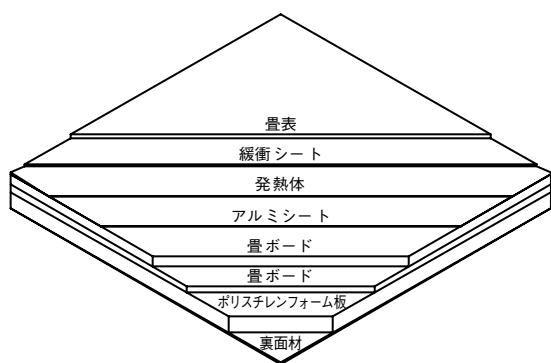 畳表
緩衝シート
発熱体
アルミシート
畳ボード
畳ボード
ポリスチレンフォーム板
裏面材